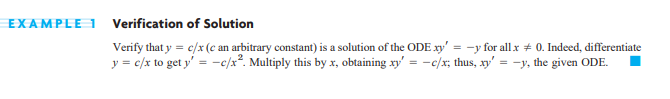 EXAMPLE 1 Verification of Solution
Verify that y = c/x (c an arbitrary constant) is a solution of the ODE xy′ = −y for all x ≠ 0. Indeed, differentiate
y = c/x to get y′ = −c/x². Multiply this by x, obtaining xy′ = −c/x; thus, xy′ = −y, the given ODE.